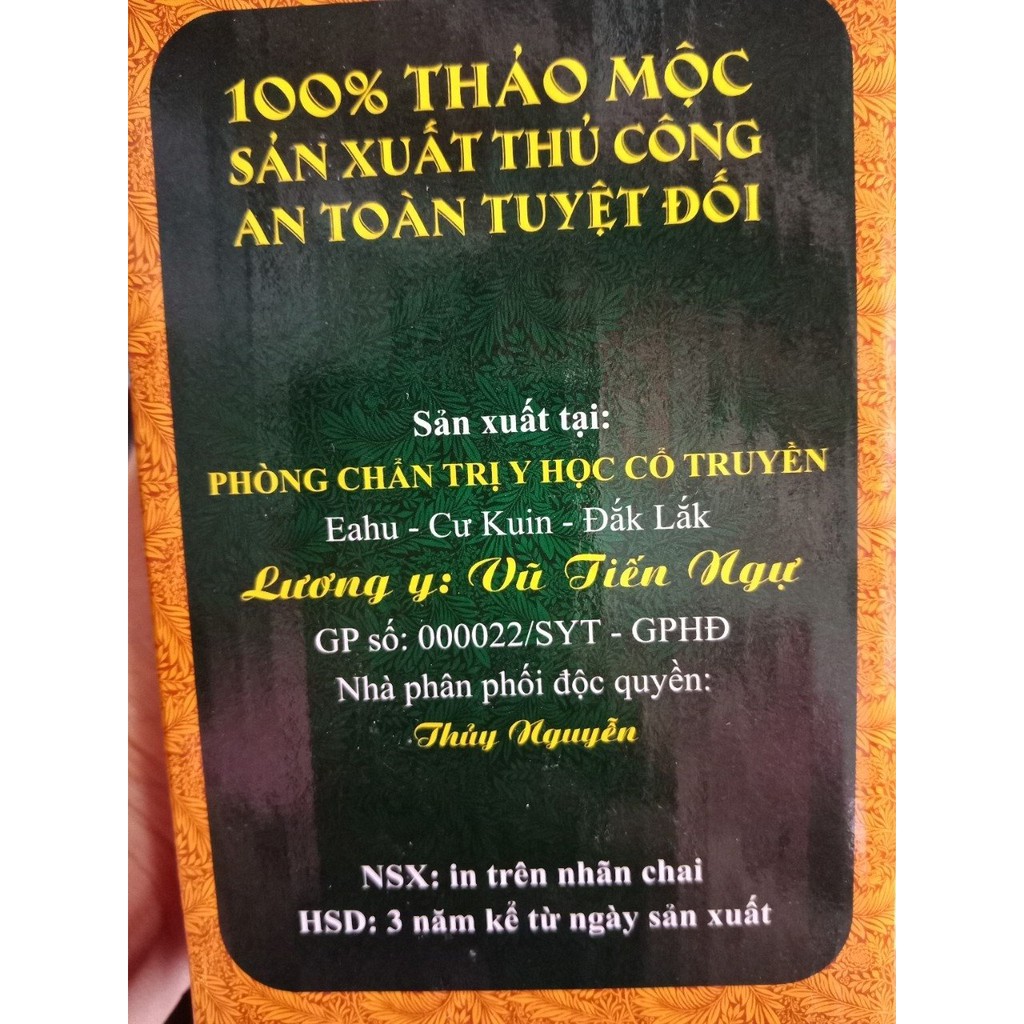 100% THẢO MỘC
SẢN XUẤT THỦ CÔNG
AN TOÀN TUYỆT ĐỐI
Sản xuất tại:
PHÒNG CHẨN TRỊ Y HỌC CỔ TRUYỀN
Eahu - Cư Kuin - Đắk Lắk
Lương y: Vũ Tiến Ngự
GP số: 000022/SYT - GPHĐ
Nhà phân phối độc quyền:
Thủy Nguyễn
NSX: in trên nhãn chai
HSD: 3 năm kể từ ngày sản xuất